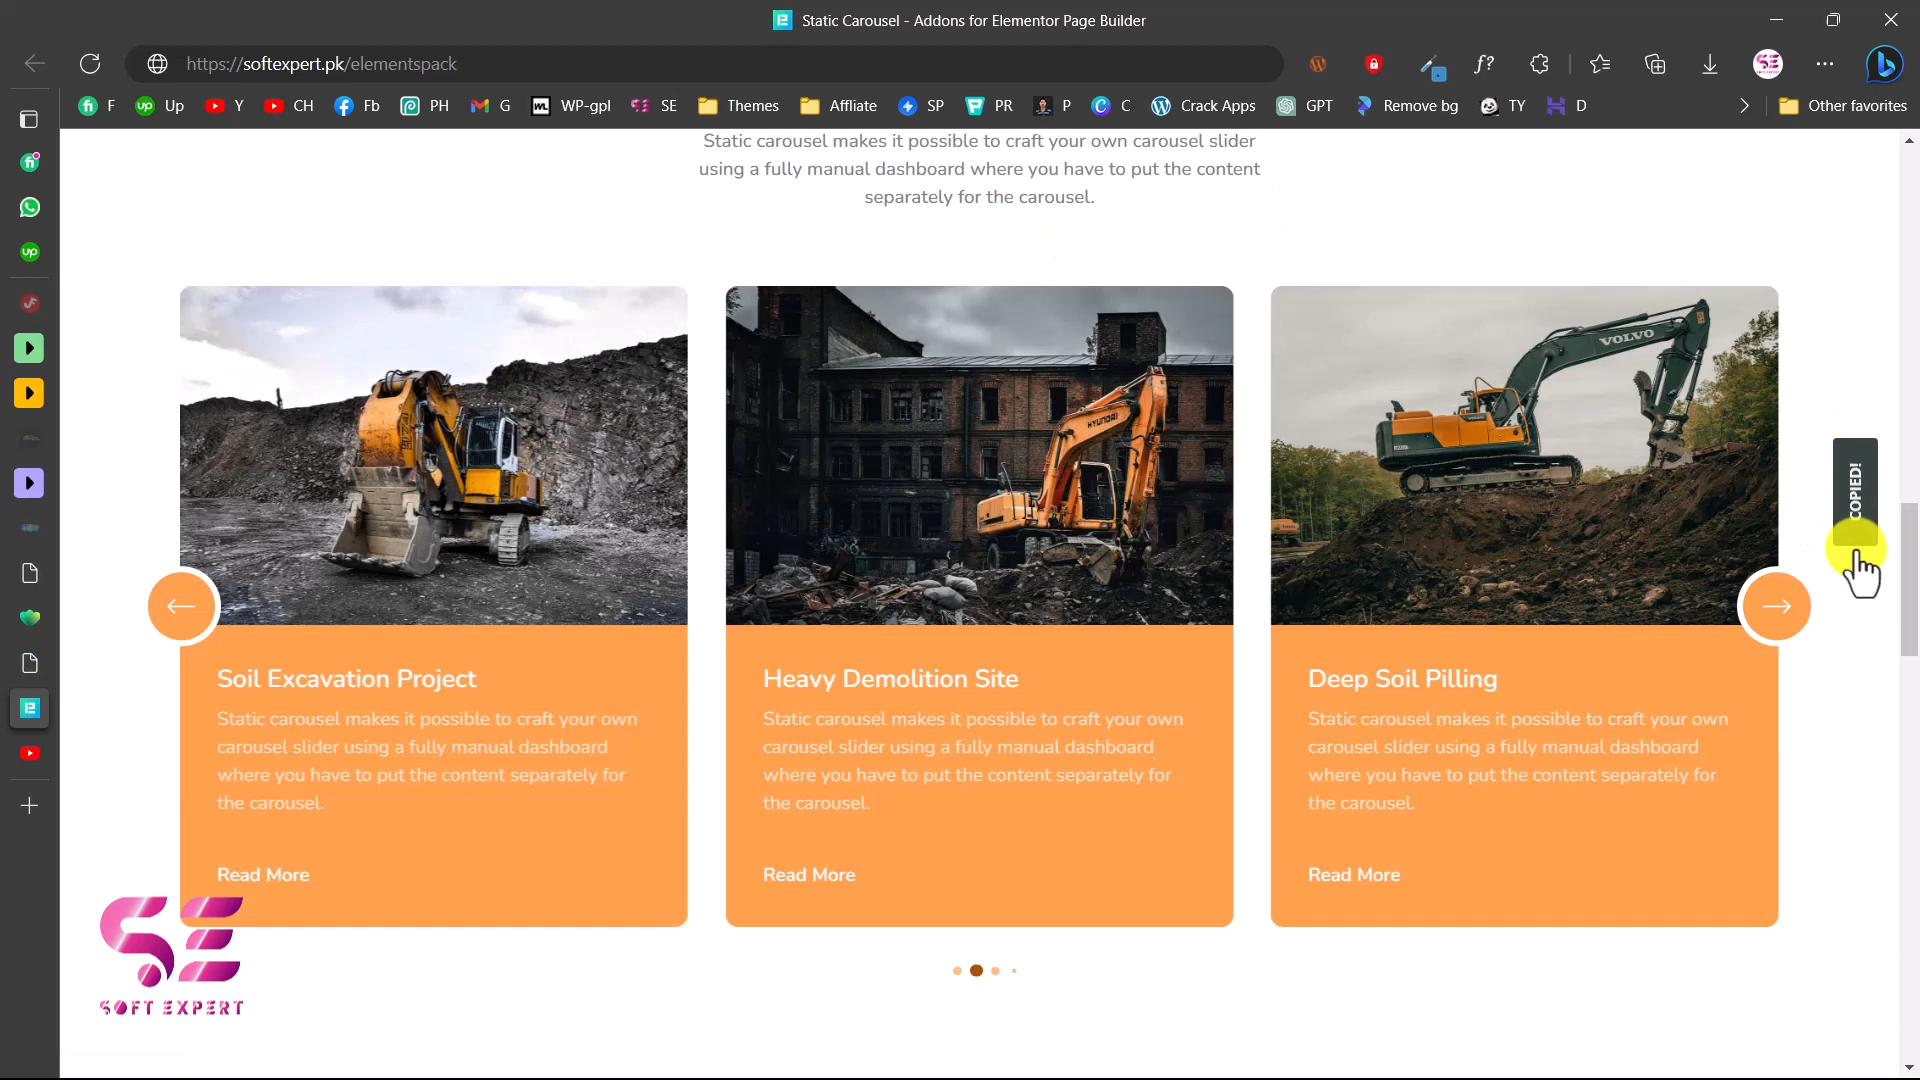 Static Carousel - Addons for Elementor Page Builder
https://softexpert.pk/elementspack
f?
F
Up
Y
CH
Fb
PH
G
WP-gpl
SE
Themes
Affliate
SP
PR
P
C
Crack Apps
GPT
Remove bg
TY
D
Other favorites
Static carousel makes it possible to craft your own carousel slider
using a fully manual dashboard where you have to put the content
separately for the carousel.
HYUNDAI
VOLVO
COPIED!
Soil Excavation Project
Static carousel makes it possible to craft your own
carousel slider using a fully manual dashboard
where you have to put the content separately for
the carousel.
Read More
Heavy Demolition Site
Static carousel makes it possible to craft your own
carousel slider using a fully manual dashboard
where you have to put the content separately for
the carousel.
Read More
Deep Soil Pilling
Static carousel makes it possible to craft your own
carousel slider using a fully manual dashboard
where you have to put the content separately for
the carousel.
Read More
SE
SOFT EXPERT